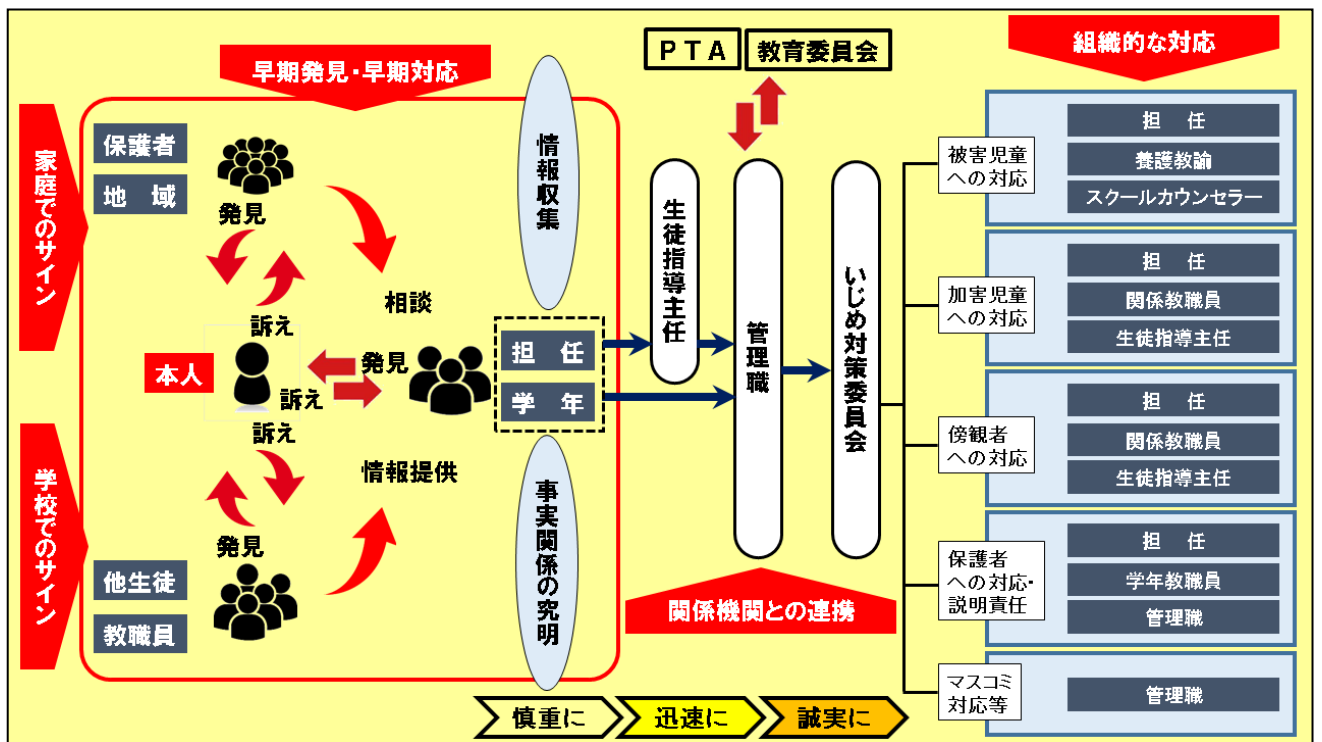 早期発見・早期対応
家庭でのサイン
学校でのサイン
保護者
地 域
発見
訴え
相談
本人
発見
訴え
訴え
情報提供
発見
他生徒
教職員
情報収集
担 任
学 年
事実関係の究明
PTA
教育委員会
生徒指導主任
管理職
いじめ対策委員会
関係機関との連携
慎重に
迅速に
誠実に
組織的な対応
被害児童
への対応
担 任
養護教諭
スクールカウンセラー
加害児童
への対応
担 任
関係教職員
生徒指導主任
傍観者
への対応
担 任
関係教職員
生徒指導主任
保護者
への対応・
説明責任
担 任
学年教職員
管理職
マスコミ
対応等
管理職